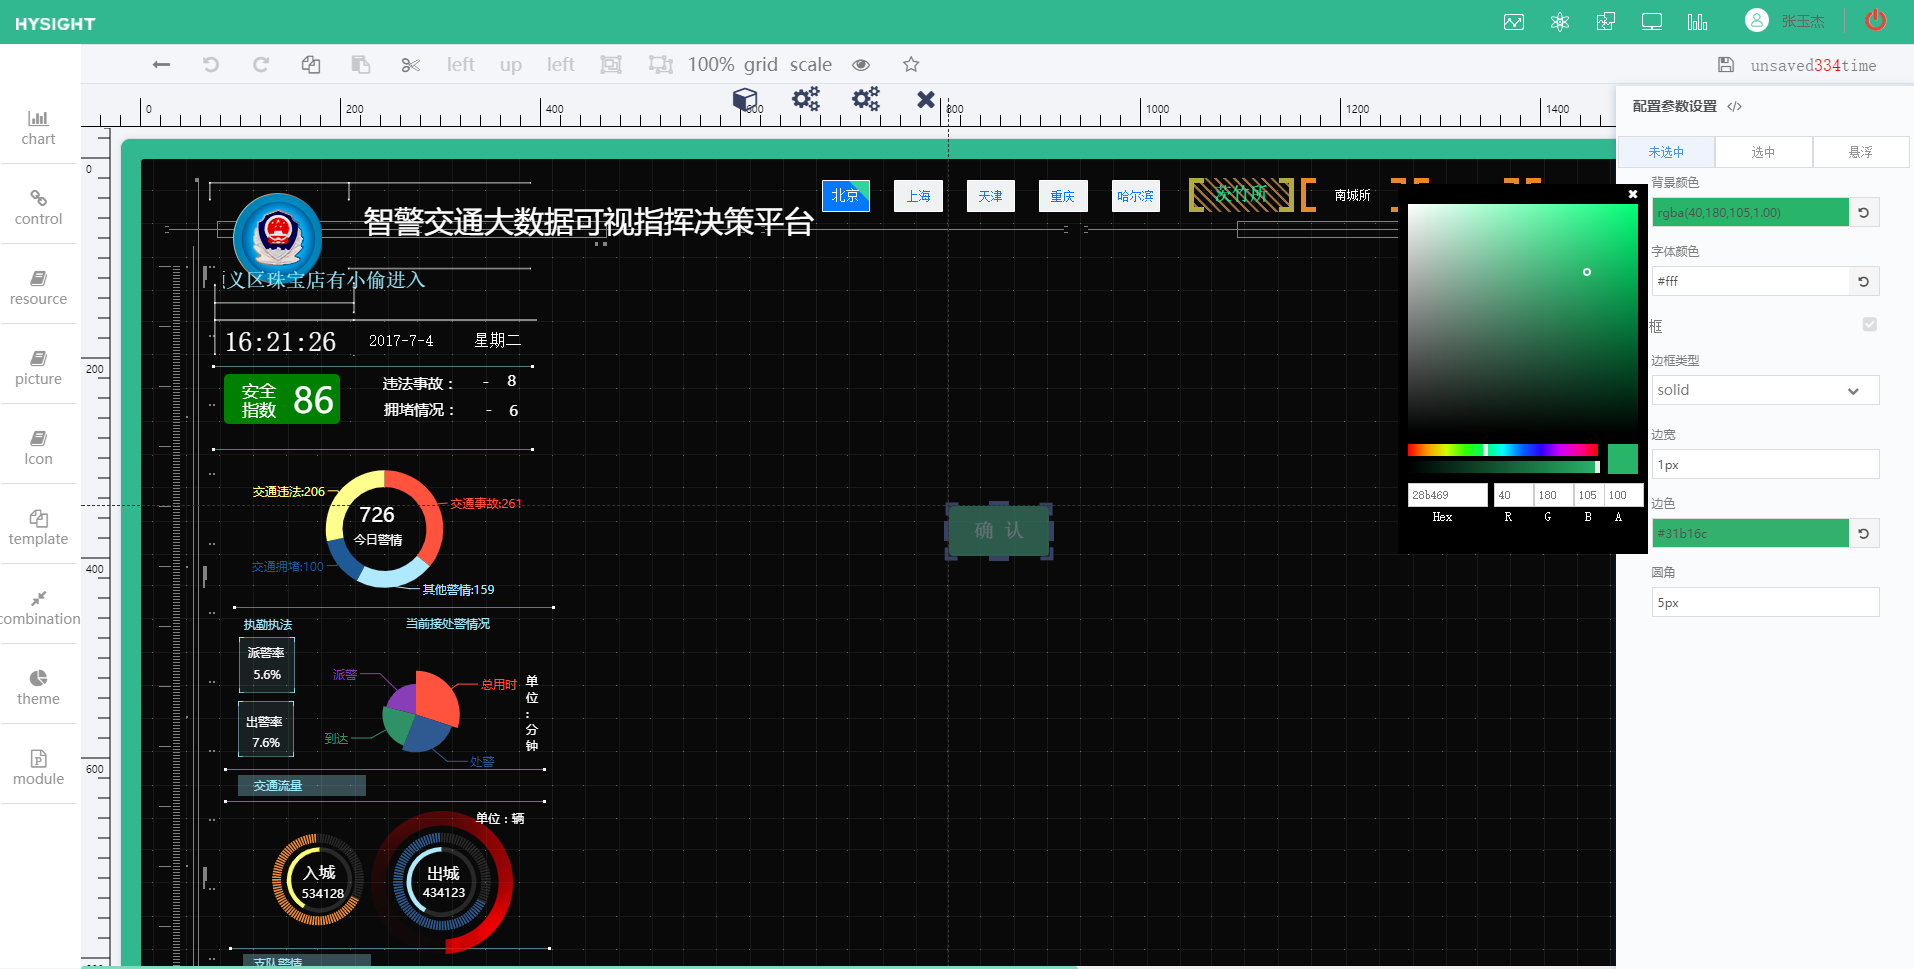 HYSIGHT
张玉杰
left up left 100% grid scale
unsaved334time
chart
control
resource
picture
Icon
template
combination
theme
module
0 200 400 600 800 1000 1200 1400
0
200
400
600
智警交通大数据可视指挥决策平台
北京 上海 天津 重庆 哈尔滨 茨竹所 南城所
义区珠宝店有小偷进入
16:21:26 2017-7-4 星期二
安全指数 86
违法事故： - 8
拥堵情况： - 6
交通违法:206
交通事故:261
726
今日警情
交通拥堵:100
其他警情:159
执勤执法 当前接处警情况
派警率
5.6%
出警率
7.6%
派警
总用时
到达
处警
单位:分钟
交通流量
单位：辆
入城
534128
出城
434123
支队警情
确 认
配置参数设置 </>
未选中 选中 悬浮
背景颜色
rgba(40,180,105,1.00)
字体颜色
#fff
框
边框类型
solid
边宽
1px
边色
#31b16c
圆角
5px
28b469 40 180 105 100
Hex R G B A